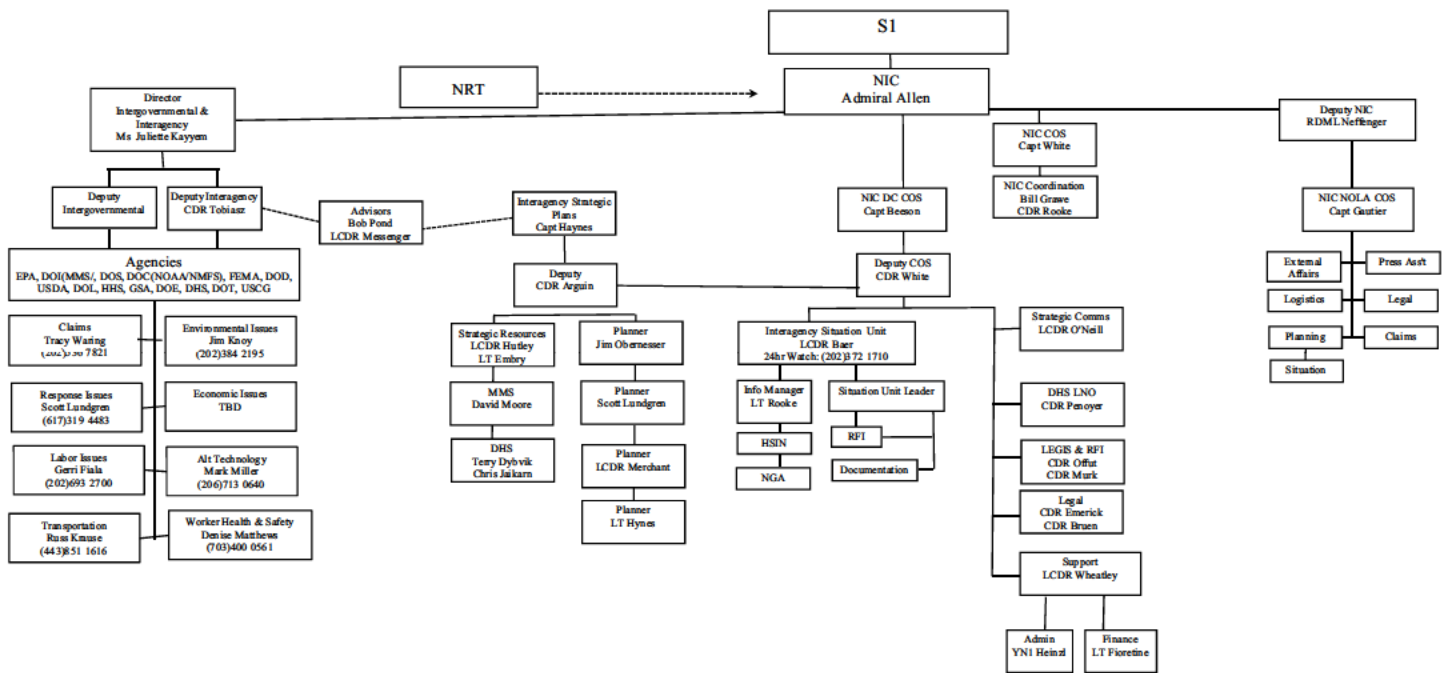 S1
NRT
NIC
Admiral Allen
Director
Intergovernmental &
Interagency
Ms Juliette Kayyem
Deputy NIC
RDML Neffenger
NIC COS
Capt White
NIC Coordination
Bill Grawe
CDR Rooke
Deputy
Intergovernmental
Deputy Interagency
CDR Tobiasz
Advisors
Bob Pond
LCDR Messenger
Interagency Strategic
Plans
Capt Haynes
NIC DC COS
Capt Beeson
NIC NOLA COS
Capt Gautier
Agencies
EPA, DOI(MMS/, DOS, DOC(NOAA/NMFS), FEMA, DOD,
USDA, DOL, HHS, GSA, DOE, DHS, DOT, USCG
Deputy
CDR Arguin
Deputy COS
CDR White
External
Affairs
Press Ass't
Logistics
Legal
Planning
Claims
Situation
Claims
Tracy Waring
7821
Environmental Issues
Jim Knoy
(202)384 2195
Response Issues
Scott Lundgren
(617)319 4483
Economic Issues
TBD
Labor Issues
Gerri Fiala
(202)693 2700
Alt Technology
Mark Miller
(206)713 0640
Transportation
Russ Krause
(443)851 1616
Worker Health & Safety
Denise Matthews
(703)400 0561
Strategic Resources
LCDR Hutley
LT Embry
MMS
David Moore
DHS
Terry Dybvik
Chris Jaikarn
Planner
Jim Obernesser
Planner
Scott Lundgren
Planner
LCDR Merchant
Planner
LT Hynes
Interagency Situation Unit
LCDR Baer
24hr Watch: (202)372 1710
Info Manager
LT Rooke
HSIN
NGA
Situation Unit Leader
RFI
Documentation
Strategic Comms
LCDR O'Neill
DHS LNO
CDR Penoyer
LEGIS & RFI
CDR Offut
CDR Murk
Legal
CDR Emerick
CDR Bruen
Support
LCDR Wheatley
Admin
YN1 Heinzl
Finance
LT Fioretine